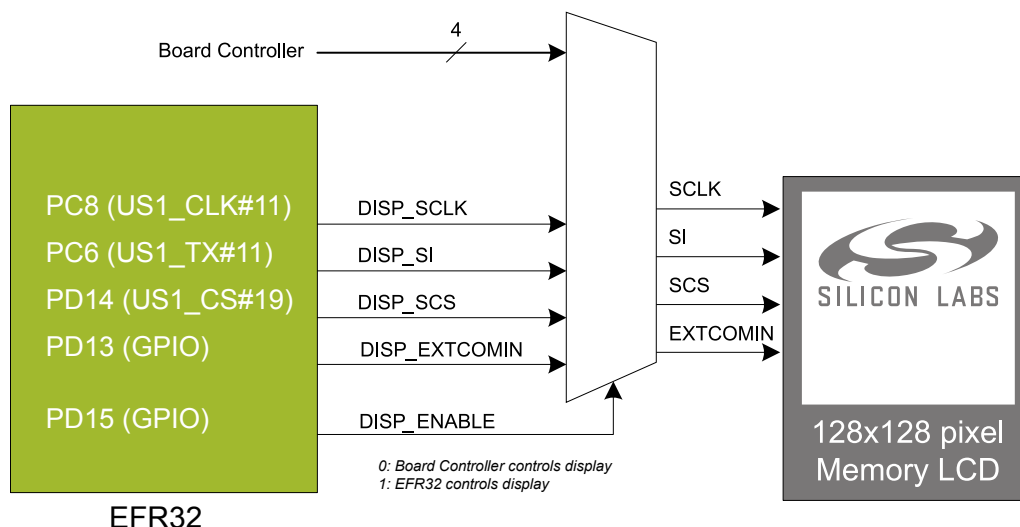 4
Board Controller
PC8 (US1_CLK#11)
DISP_SCLK
SCLK
PC6 (US1_TX#11)
DISP_SI
SI
PD14 (US1_CS#19)
DISP_SCS
SCS
SILICON LABS
PD13 (GPIO)
DISP_EXTCOMIN
EXTCOMIN
PD15 (GPIO)
DISP_ENABLE
128x128 pixel
Memory LCD
0: Board Controller controls display
1: EFR32 controls display
EFR32